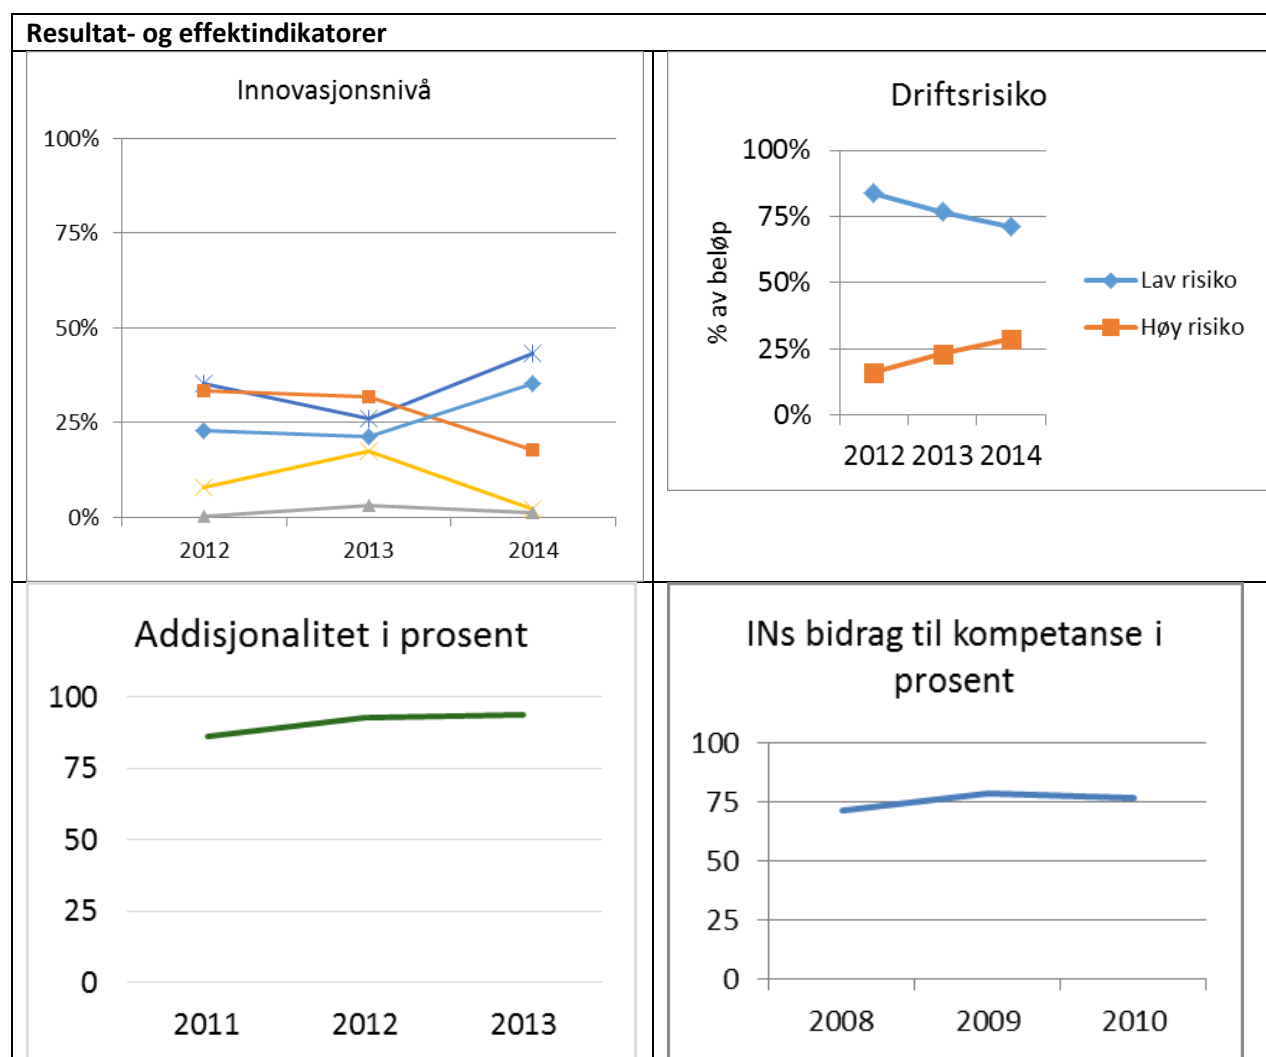 Resultat- og effektindikatorer
Innovasjonsnivå
100%
75%
50%
25%
0%
2012
2013
2014
Driftsrisiko
% av beløp
100%
75%
50%
25%
0%
2012 2013 2014
Lav risiko
Høy risiko
Addisjonalitet i prosent
100
75
50
25
0
2011
2012
2013
INs bidrag til kompetanse i
prosent
100
75
50
25
0
2008
2009
2010